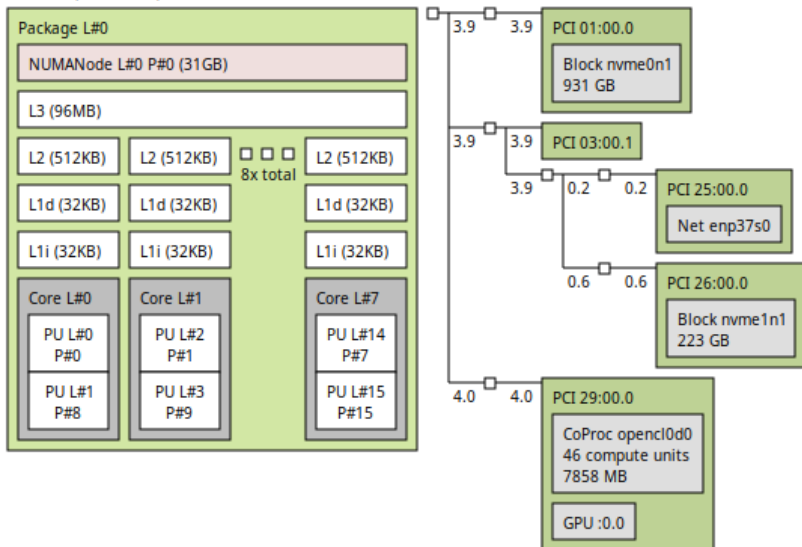 Package L#0
NUMANode L#0 P#0 (31GB)
L3 (96MB)
L2 (512KB) L2 (512KB) 8x total L2 (512KB)
L1d (32KB) L1d (32KB) L1d (32KB)
L1i (32KB) L1i (32KB) L1i (32KB)
Core L#0 Core L#1 Core L#7
PU L#0 PU L#2 PU L#14
P#0 P#1 P#7
PU L#1 PU L#3 PU L#15
P#8 P#9 P#15
3.9 3.9 PCI 01:00.0
Block nvme0n1
931 GB
3.9 3.9 PCI 03:00.1
3.9 0.2 0.2 PCI 25:00.0
Net enp37s0
0.6 0.6 PCI 26:00.0
Block nvme1n1
223 GB
4.0 4.0 PCI 29:00.0
CoProc opencl0d0
46 compute units
7858 MB
GPU :0.0